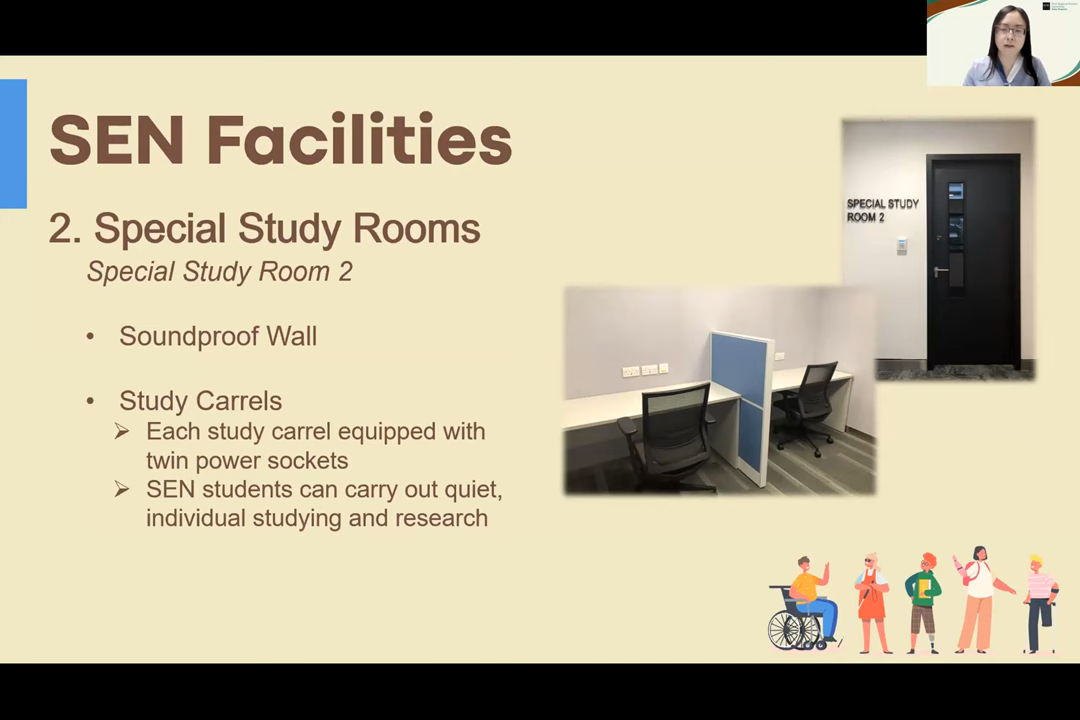 SEN Facilities
2. Special Study Rooms
Special Study Room 2
• Soundproof Wall
• Study Carrels
➢ Each study carrel equipped with
twin power sockets
➢ SEN students can carry out quiet,
individual studying and research
SPECIAL STUDY
ROOM 2